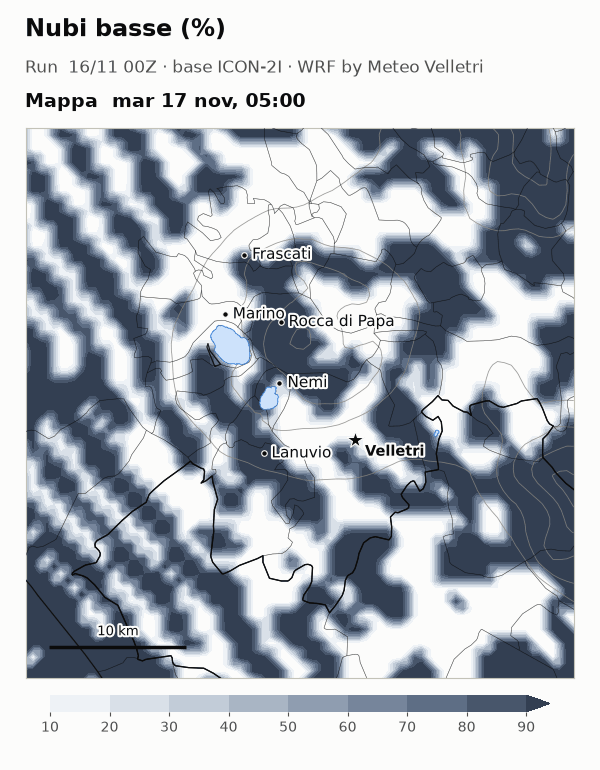 Nubi basse (%)
Run  16/11 00Z · base ICON-2I · WRF by Meteo Velletri
Mappa  mar 17 nov, 05:00
Frascati
Marino
Rocca di Papa
Nemi
Velletri
Lanuvio
10 km
10 20 30 40 50 60 70 80 90